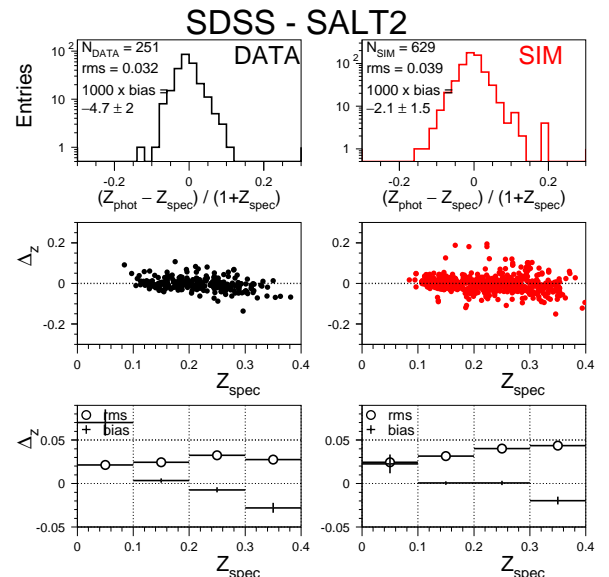 SDSS - SALT2
Entries
N_DATA = 251
rms = 0.032
1000 x bias =
−4.7 ± 2
DATA
10²
10
1
-0.2 0 0.2
(Z_phot − Z_spec) / (1+Z_spec)
N_SIM = 629
rms = 0.039
1000 x bias =
−2.1 ± 1.5
SIM
10²
10
1
-0.2 0 0.2
(Z_phot − Z_spec) / (1+Z_spec)
Δ_z
0.2
0
-0.2
0 0.1 0.2 0.3 0.4
Z_spec
0.2
0
-0.2
0 0.1 0.2 0.3 0.4
Z_spec
Δ_z
rms
bias
0.05
0
-0.05
0 0.1 0.2 0.3 0.4
Z_spec
rms
bias
0.05
0
-0.05
0 0.1 0.2 0.3 0.4
Z_spec